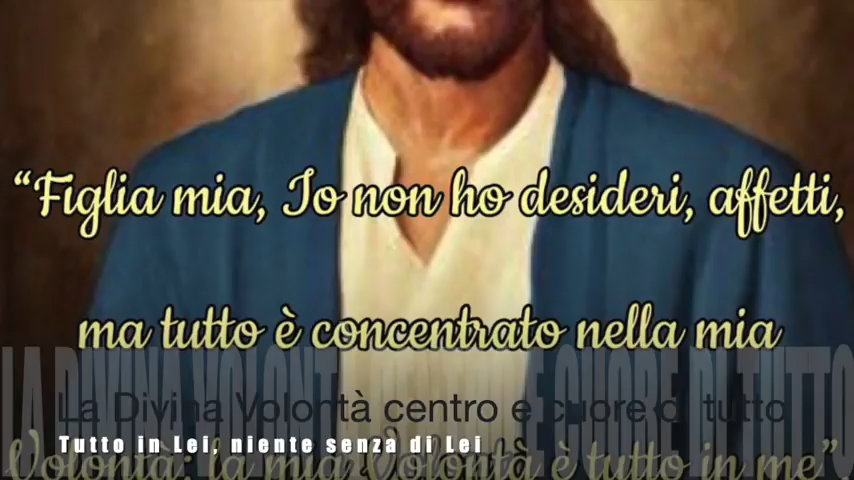 “Figlia mia, Io non ho desideri, affetti,
ma tutto è concentrato nella mia
LA DIVINA VOLONTÀ CENTRO E CUORE DI TUTTO
La Divina Volontà centro e cuore di tutto
Tutto in Lei, niente senza di Lei
Volontà: la mia Volontà è tutto in me”